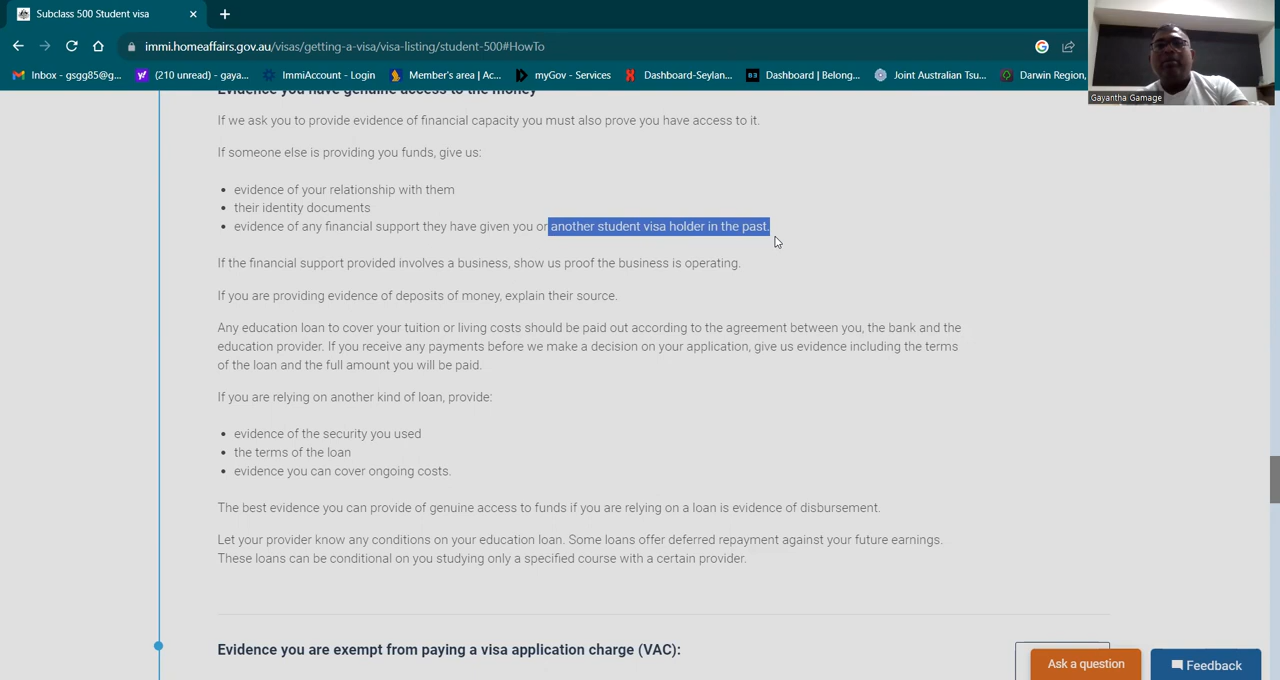 Subclass 500 Student visa
immi.homeaffairs.gov.au/visas/getting-a-visa/visa-listing/student-500#HowTo
Inbox - gsgg85@g... (210 unread) - gaya... ImmiAccount - Login Member's area | Ac... myGov - Services Dashboard-Seylan... Dashboard | Belong... Joint Australian Tsu... Darwin Region,
Gayantha Gamage
Evidence you have genuine access to the money
If we ask you to provide evidence of financial capacity you must also prove you have access to it.
If someone else is providing you funds, give us:
• evidence of your relationship with them
• their identity documents
• evidence of any financial support they have given you or another student visa holder in the past.
If the financial support provided involves a business, show us proof the business is operating.
If you are providing evidence of deposits of money, explain their source.
Any education loan to cover your tuition or living costs should be paid out according to the agreement between you, the bank and the
education provider. If you receive any payments before we make a decision on your application, give us evidence including the terms
of the loan and the full amount you will be paid.
If you are relying on another kind of loan, provide:
• evidence of the security you used
• the terms of the loan
• evidence you can cover ongoing costs.
The best evidence you can provide of genuine access to funds if you are relying on a loan is evidence of disbursement.
Let your provider know any conditions on your education loan. Some loans offer deferred repayment against your future earnings.
These loans can be conditional on you studying only a specified course with a certain provider.
Evidence you are exempt from paying a visa application charge (VAC):
Ask a question
Feedback